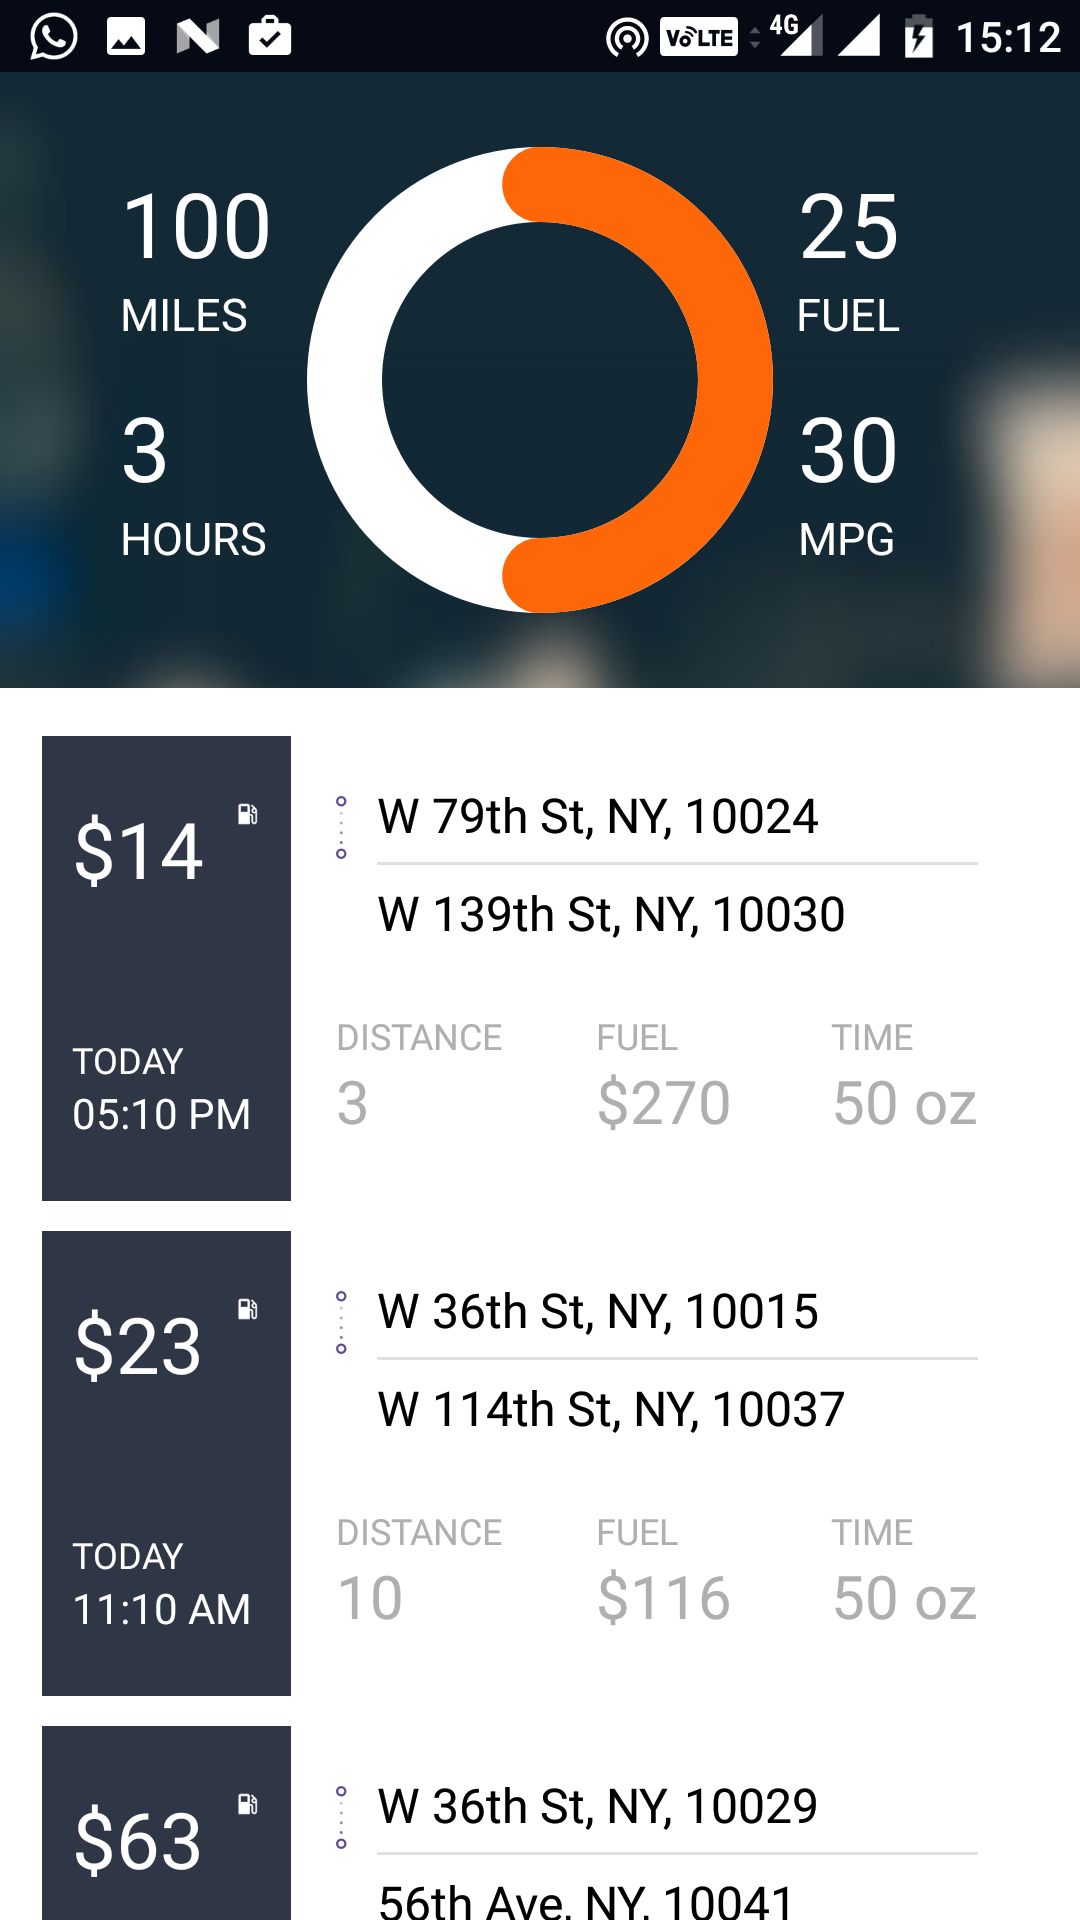 VoLTE 4G 15:12
100 25
MILES FUEL
3 30
HOURS MPG
$14
W 79th St, NY, 10024
W 139th St, NY, 10030
TODAY
05:10 PM
DISTANCE FUEL TIME
3 $270 50 oz
$23
W 36th St, NY, 10015
W 114th St, NY, 10037
TODAY
11:10 AM
DISTANCE FUEL TIME
10 $116 50 oz
$63
W 36th St, NY, 10029
56th Ave, NY, 10041